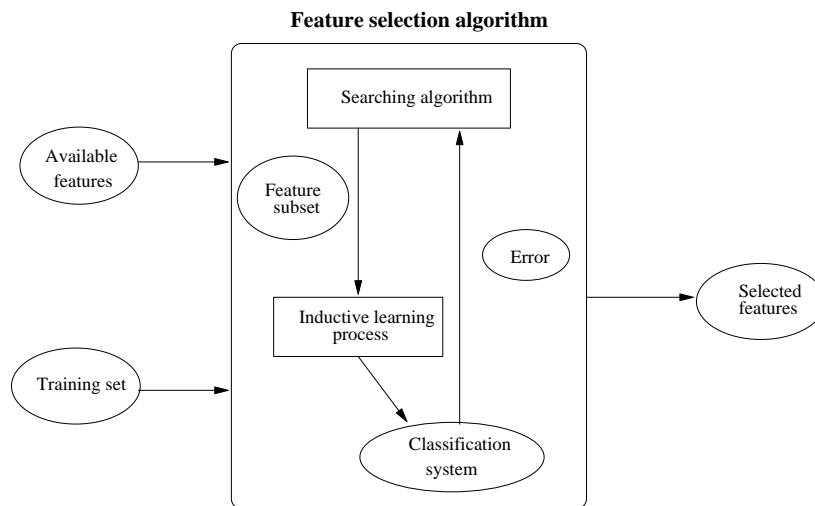 Feature selection algorithm
Searching algorithm
Available
features
Feature
subset
Error
Selected
features
Inductive learning
process
Training set
Classification
system